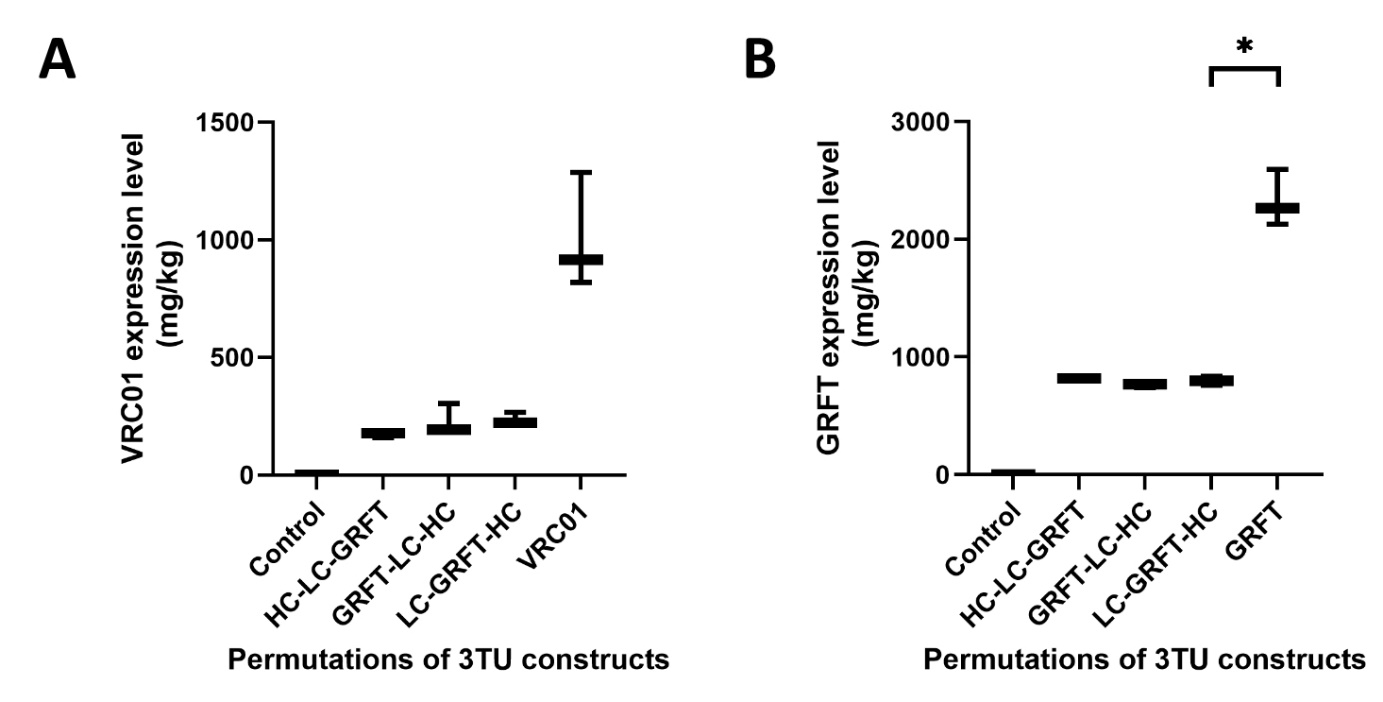 A
VRC01 expression level
(mg/kg)
1500
1000
500
0
Control
HC-LC-GRFT
GRFT-LC-HC
LC-GRFT-HC
VRC01
Permutations of 3TU constructs
B
*
GRFT expression level
(mg/kg)
3000
2000
1000
0
Control
HC-LC-GRFT
GRFT-LC-HC
LC-GRFT-HC
GRFT
Permutations of 3TU constructs